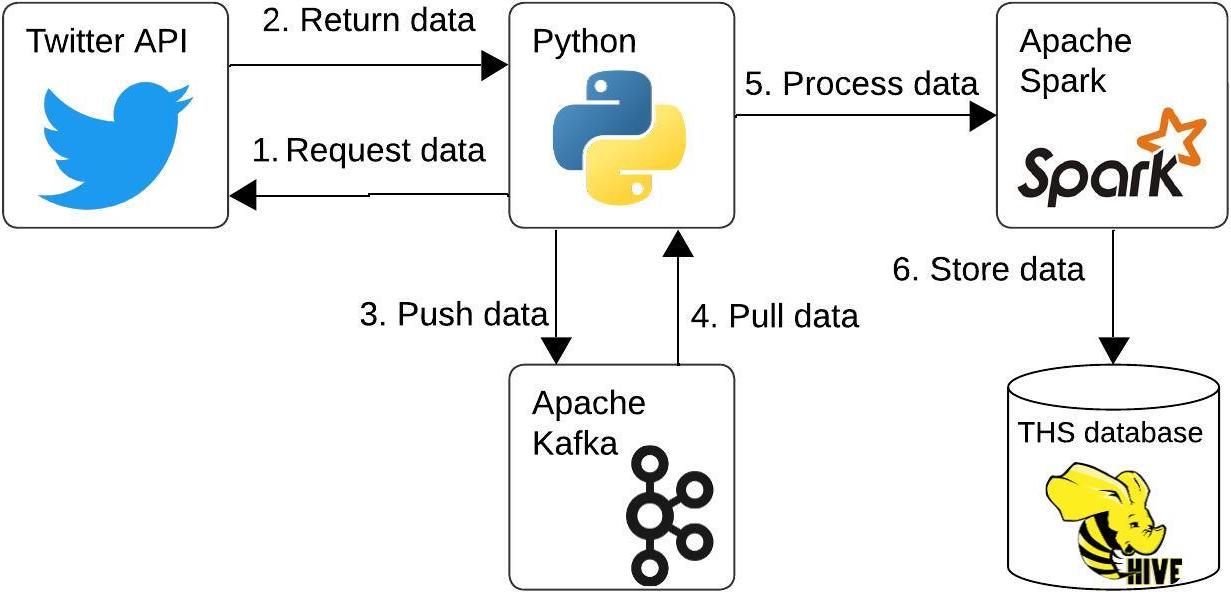 Twitter API
2. Return data
1. Request data
Python
5. Process data
Apache
Spark
Spark
3. Push data
4. Pull data
6. Store data
Apache
Kafka
THS database
HIVE